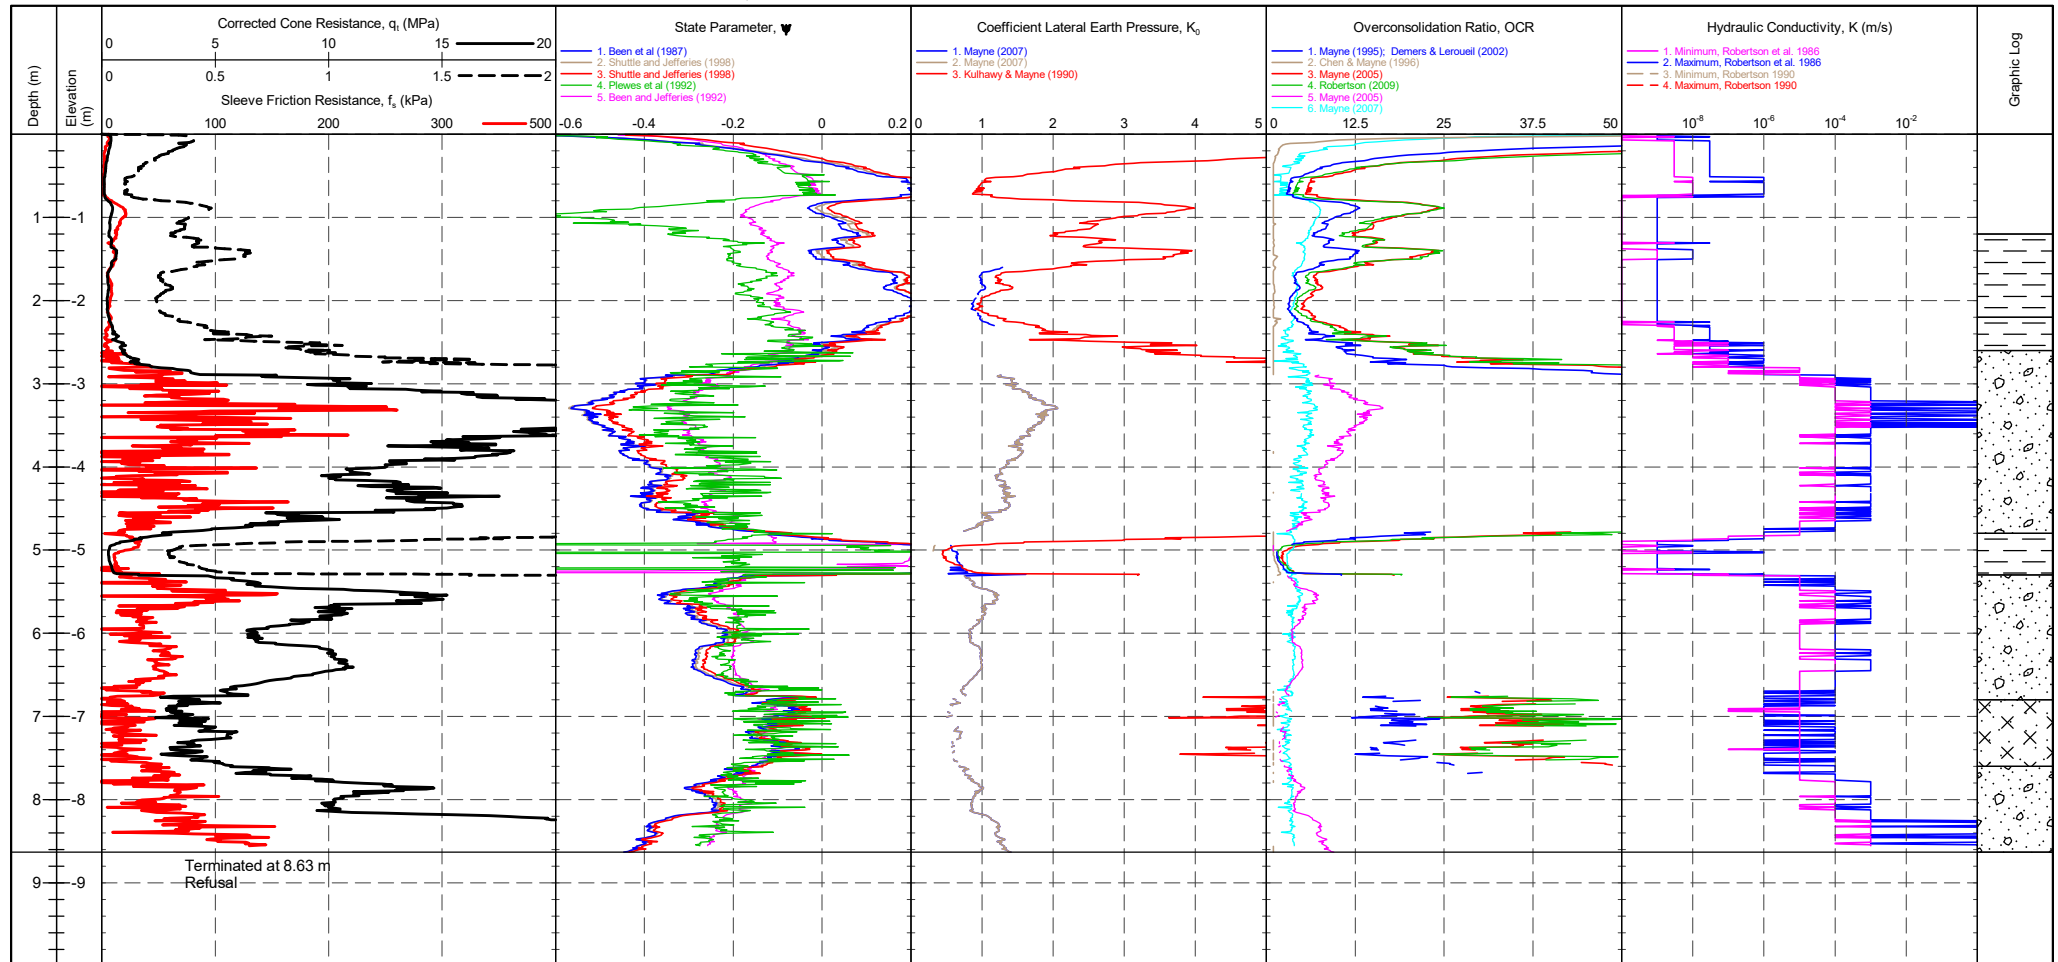 Corrected Cone Resistance, qt (MPa)
0 5 10 15 20
0 0.5 1 1.5 2
Sleeve Friction Resistance, fs (kPa)
0 100 200 300 500
Depth (m)
Elevation (m)
State Parameter, ψ
1. Been et al (1987)
2. Shuttle and Jefferies (1998)
3. Shuttle and Jefferies (1998)
4. Plewes et al (1992)
5. Been and Jefferies (1992)
-0.6 -0.4 -0.2 0 0.2
Coefficient Lateral Earth Pressure, K0
1. Mayne (2007)
2. Mayne (2007)
3. Kulhawy & Mayne (1990)
0 1 2 3 4 5
Overconsolidation Ratio, OCR
1. Mayne (1995); Demers & Leroueil (2002)
2. Chen & Mayne (1996)
3. Mayne (2005)
4. Robertson (2009)
5. Mayne (2005)
6. Mayne (2007)
0 12.5 25 37.5 50
Hydraulic Conductivity, K (m/s)
1. Minimum, Robertson et al. 1986
2. Maximum, Robertson et al. 1986
3. Minimum, Robertson 1990
4. Maximum, Robertson 1990
10-8 10-6 10-4 10-2
Graphic Log
1 -1
2 -2
3 -3
4 -4
5 -5
6 -6
7 -7
8 -8
9 -9
Terminated at 8.63 m
Refusal